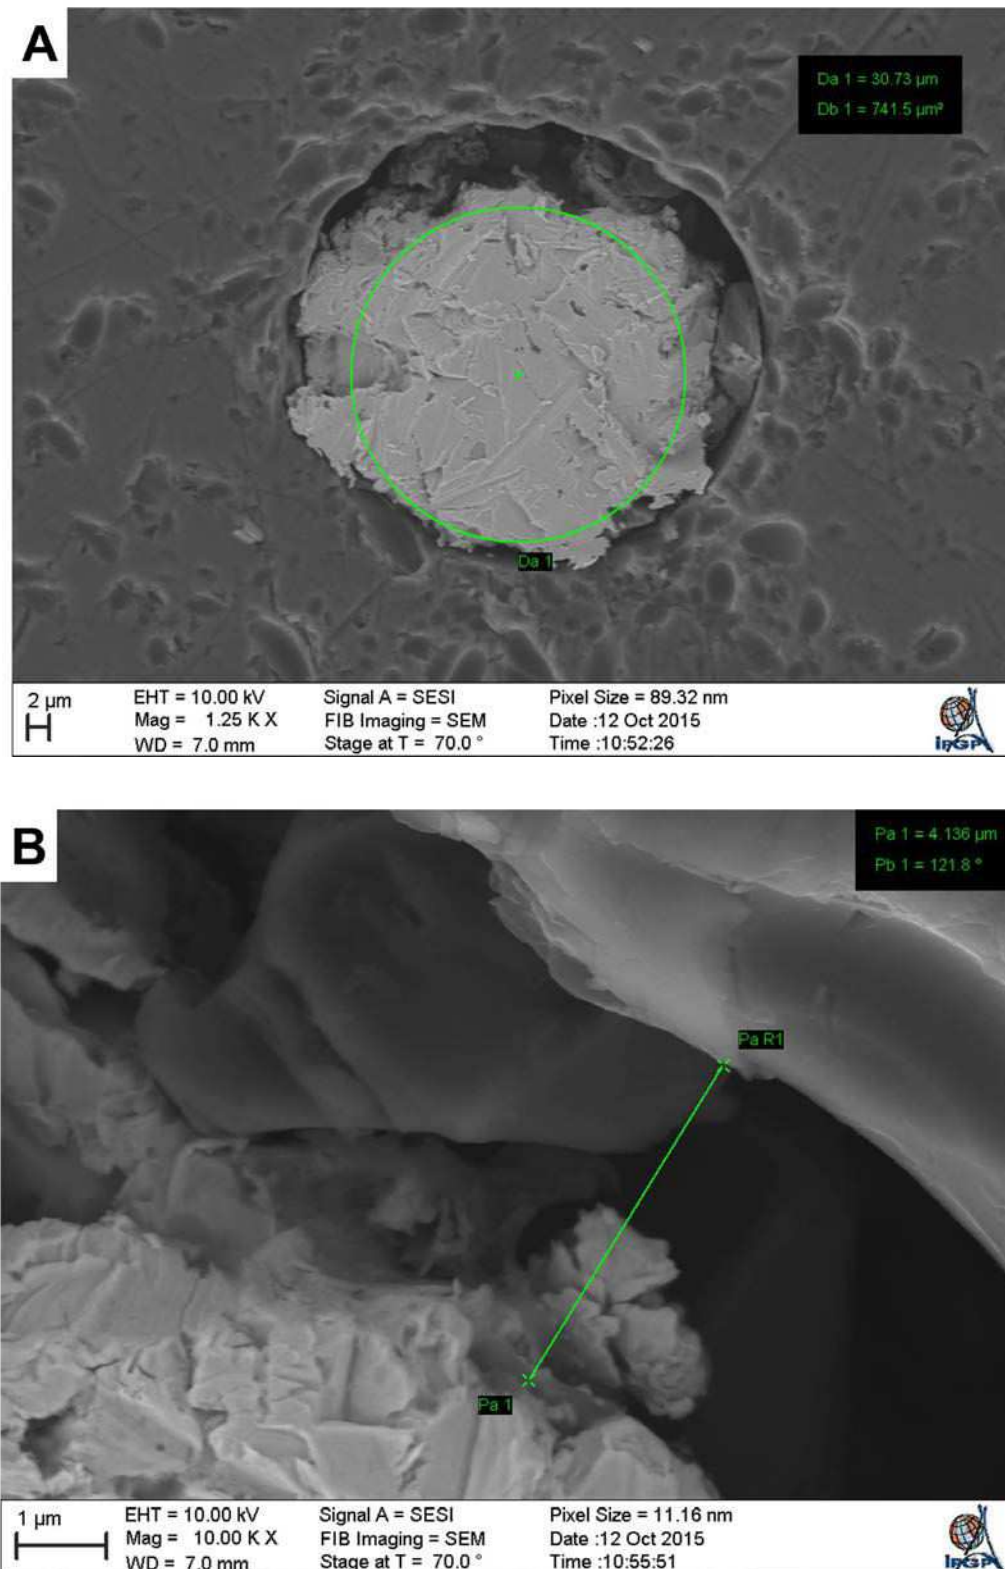 A
Da 1 = 30.73 µm
Db 1 = 741.5 µm²
Da 1
2 µm
EHT = 10.00 kV
Mag = 1.25 K X
WD = 7.0 mm
Signal A = SESI
FIB Imaging = SEM
Stage at T = 70.0 °
Pixel Size = 89.32 nm
Date :12 Oct 2015
Time :10:52:26
iPGP
B
Pa 1 = 4.136 µm
Pb 1 = 121.8 °
Pa R1
Pa 1
1 µm
EHT = 10.00 kV
Mag = 10.00 K X
WD = 7.0 mm
Signal A = SESI
FIB Imaging = SEM
Stage at T = 70.0 °
Pixel Size = 11.16 nm
Date :12 Oct 2015
Time :10:55:51
iPGP